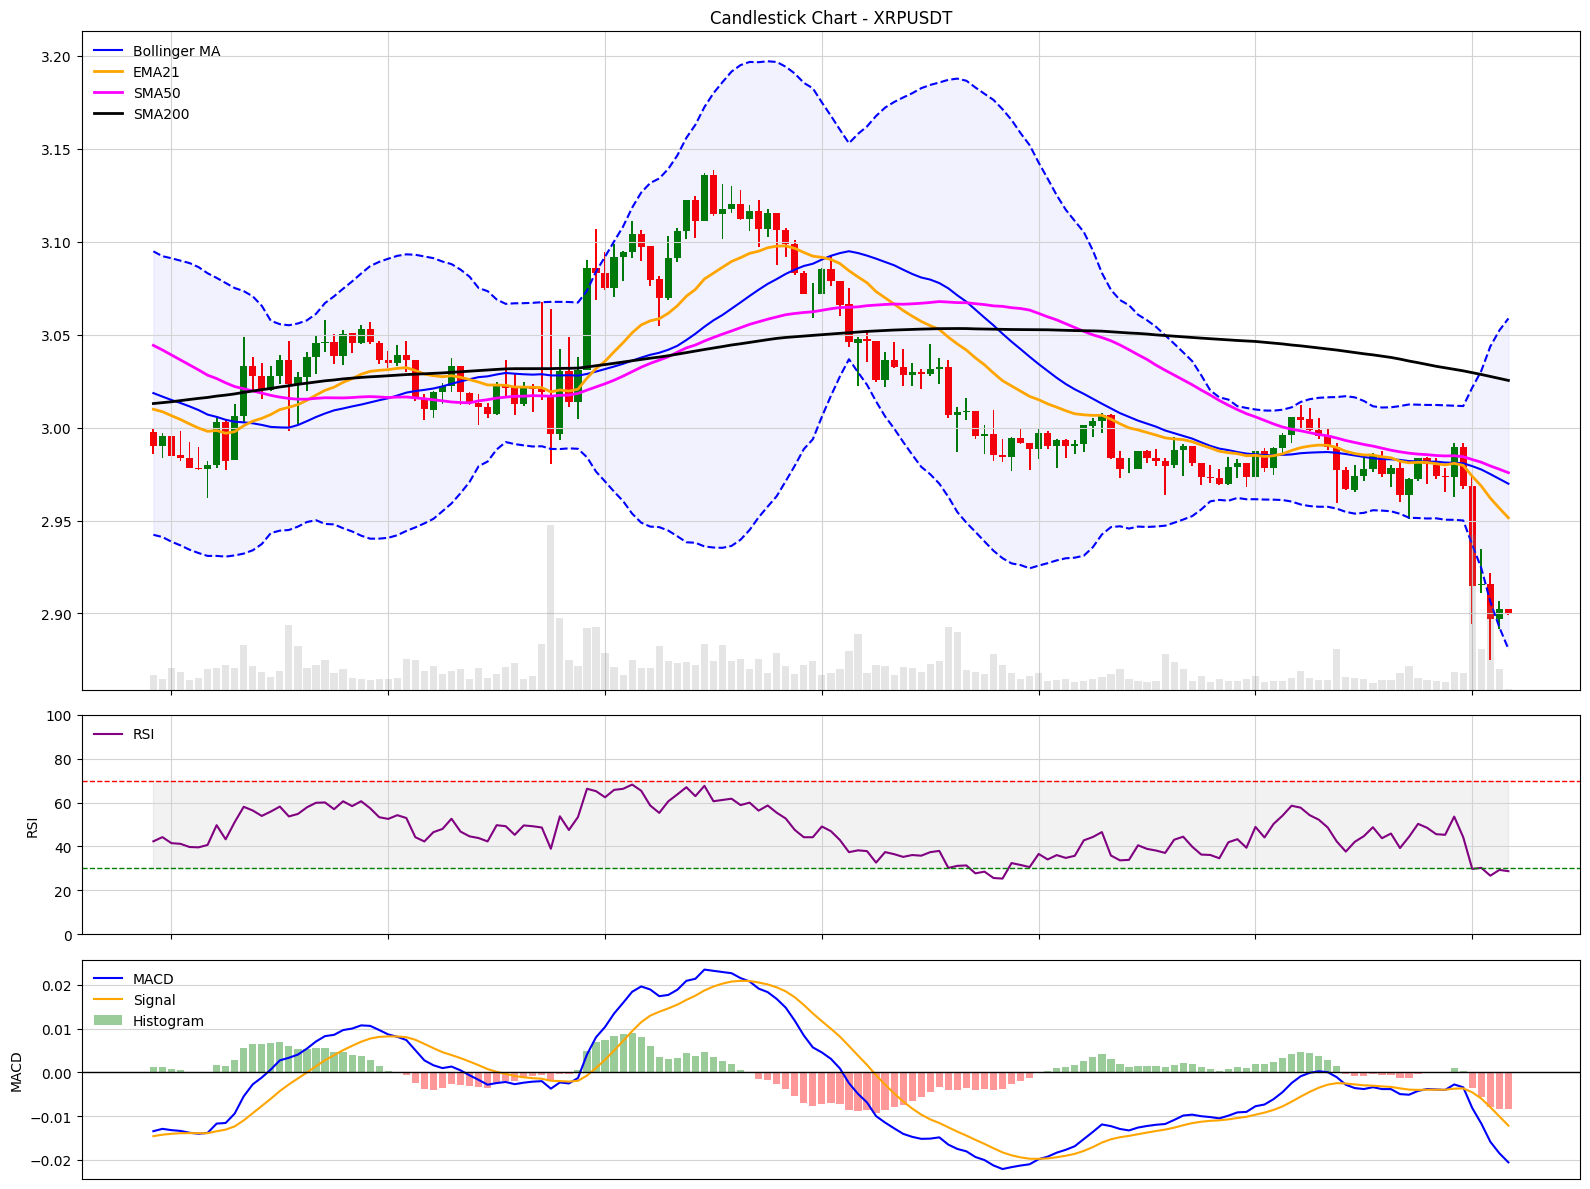 Candlestick Chart - XRPUSDT
Bollinger MA
EMA21
SMA50
SMA200
3.20
3.15
3.10
3.05
3.00
2.95
2.90
RSI
100
80
60
40
20
0
RSI
MACD
Signal
Histogram
0.02
0.01
0.00
−0.01
−0.02
MACD